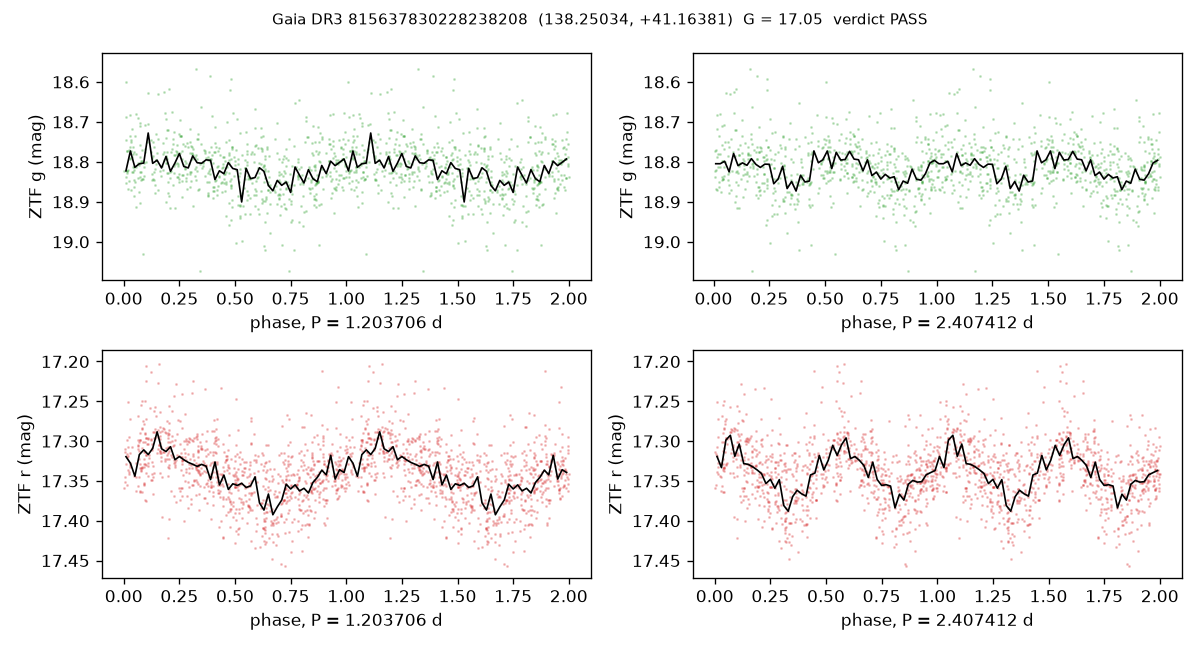 Gaia DR3 815637830228238208  (138.25034, +41.16381)  G = 17.05  verdict PASS
ZTF g (mag)
18.6
18.7
18.8
18.9
19.0
0.00 0.25 0.50 0.75 1.00 1.25 1.50 1.75 2.00
phase, P = 1.203706 d
ZTF g (mag)
18.6
18.7
18.8
18.9
19.0
0.00 0.25 0.50 0.75 1.00 1.25 1.50 1.75 2.00
phase, P = 2.407412 d
ZTF r (mag)
17.20
17.25
17.30
17.35
17.40
17.45
0.00 0.25 0.50 0.75 1.00 1.25 1.50 1.75 2.00
phase, P = 1.203706 d
ZTF r (mag)
17.20
17.25
17.30
17.35
17.40
17.45
0.00 0.25 0.50 0.75 1.00 1.25 1.50 1.75 2.00
phase, P = 2.407412 d